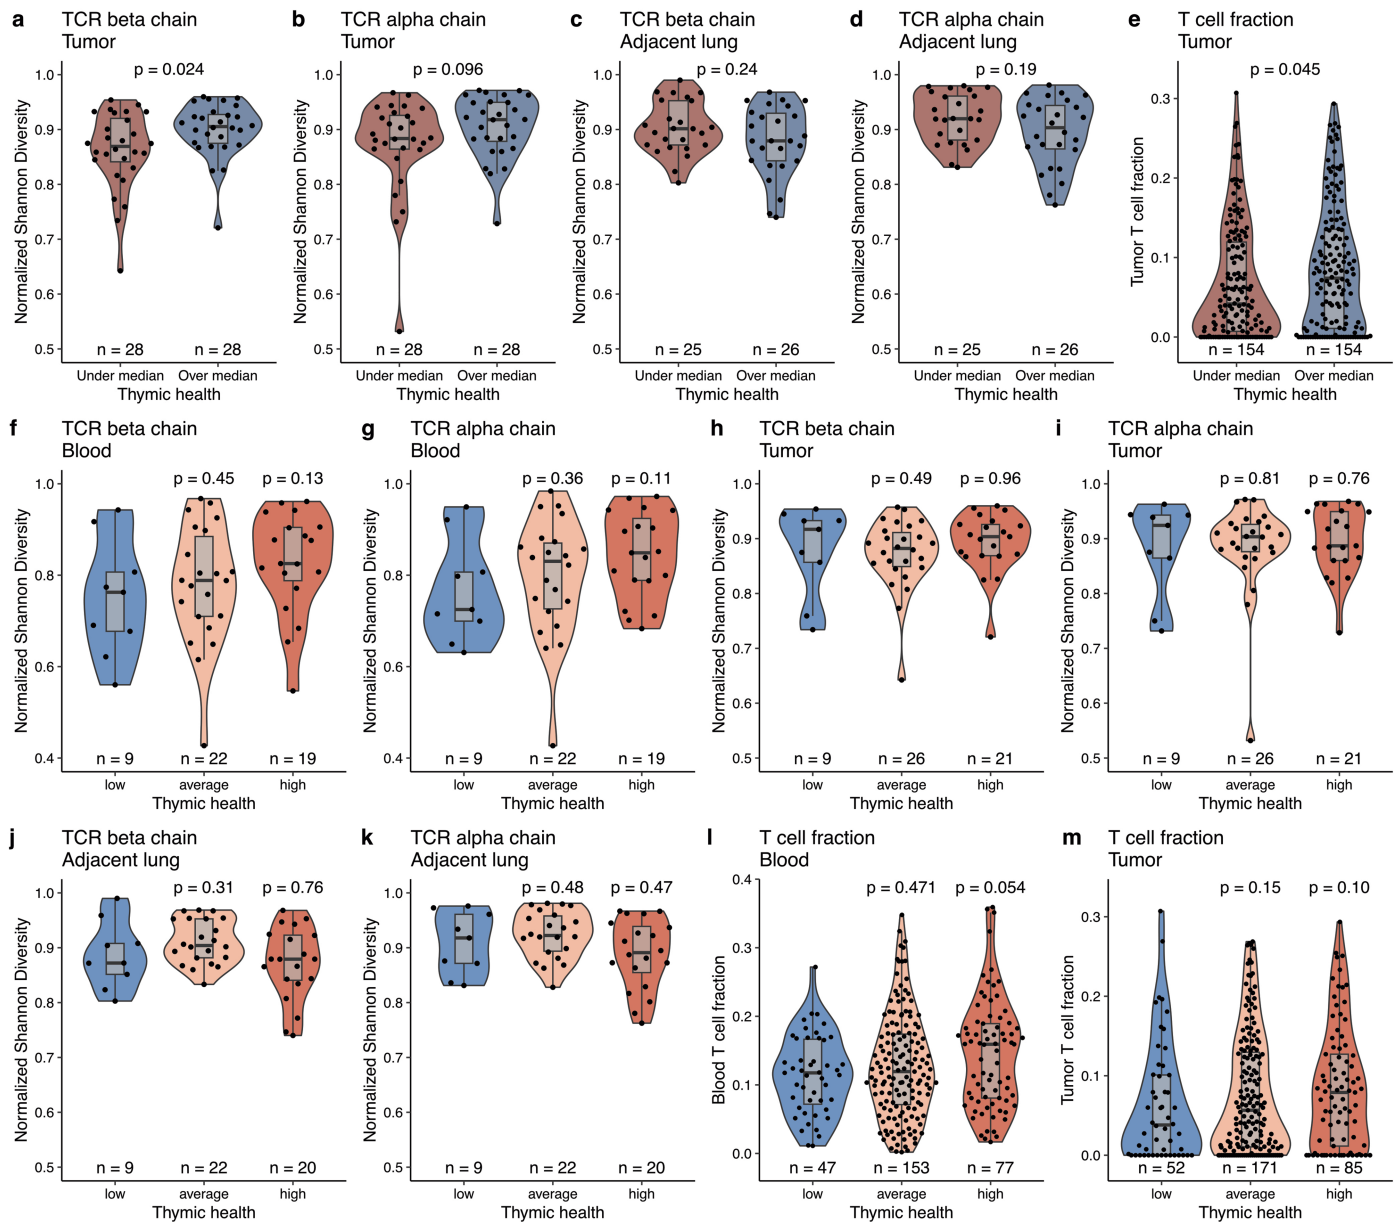 a TCR beta chain
Tumor
p = 0.024
Normalized Shannon Diversity
1.0
0.9
0.8
0.7
0.6
0.5
n = 28 n = 28
Under median Over median
Thymic health
b TCR alpha chain
Tumor
p = 0.096
Normalized Shannon Diversity
1.0
0.9
0.8
0.7
0.6
0.5
n = 28 n = 28
Under median Over median
Thymic health
c TCR beta chain
Adjacent lung
p = 0.24
Normalized Shannon Diversity
1.0
0.9
0.8
0.7
0.6
0.5
n = 25 n = 26
Under median Over median
Thymic health
d TCR alpha chain
Adjacent lung
p = 0.19
Normalized Shannon Diversity
1.0
0.9
0.8
0.7
0.6
0.5
n = 25 n = 26
Under median Over median
Thymic health
e T cell fraction
Tumor
p = 0.045
Tumor T cell fraction
0.3
0.2
0.1
0.0
n = 154 n = 154
Under median Over median
Thymic health
f TCR beta chain
Blood
p = 0.45 p = 0.13
Normalized Shannon Diversity
1.0
0.8
0.6
0.4
n = 9 n = 22 n = 19
low average high
Thymic health
g TCR alpha chain
Blood
p = 0.36 p = 0.11
Normalized Shannon Diversity
1.0
0.8
0.6
0.4
n = 9 n = 22 n = 19
low average high
Thymic health
h TCR beta chain
Tumor
p = 0.49 p = 0.96
Normalized Shannon Diversity
1.0
0.9
0.8
0.7
0.6
0.5
n = 9 n = 26 n = 21
low average high
Thymic health
i TCR alpha chain
Tumor
p = 0.81 p = 0.76
Normalized Shannon Diversity
1.0
0.9
0.8
0.7
0.6
0.5
n = 9 n = 26 n = 21
low average high
Thymic health
j TCR beta chain
Adjacent lung
p = 0.31 p = 0.76
Normalized Shannon Diversity
1.0
0.9
0.8
0.7
0.6
0.5
n = 9 n = 22 n = 20
low average high
Thymic health
k TCR alpha chain
Adjacent lung
p = 0.48 p = 0.47
Normalized Shannon Diversity
1.0
0.9
0.8
0.7
0.6
0.5
n = 9 n = 22 n = 20
low average high
Thymic health
l T cell fraction
Blood
p = 0.471 p = 0.054
Blood T cell fraction
0.4
0.3
0.2
0.1
0.0
n = 47 n = 153 n = 77
low average high
Thymic health
m T cell fraction
Tumor
p = 0.15 p = 0.10
Tumor T cell fraction
0.3
0.2
0.1
0.0
n = 52 n = 171 n = 85
low average high
Thymic health